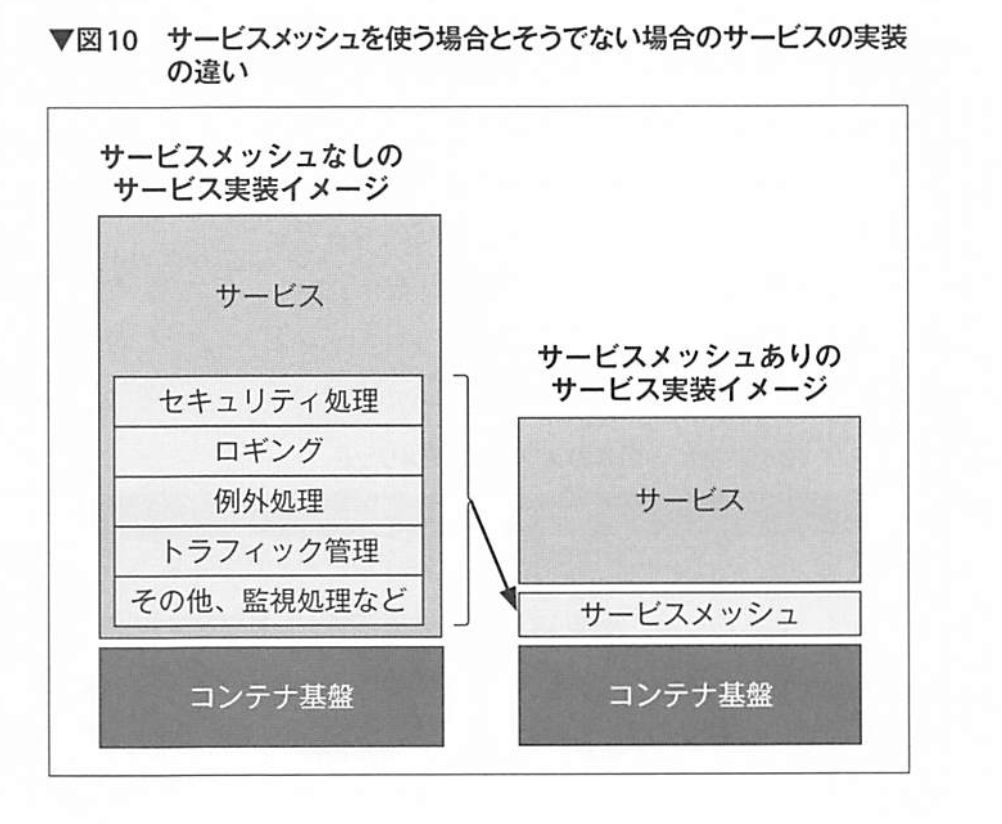 ▼図10 サービスメッシュを使う場合とそうでない場合のサービスの実装
の違い
サービスメッシュなしの
サービス実装イメージ
サービス
セキュリティ処理
ロギング
例外処理
トラフィック管理
その他、監視処理など
コンテナ基盤
サービスメッシュありの
サービス実装イメージ
サービス
サービスメッシュ
コンテナ基盤